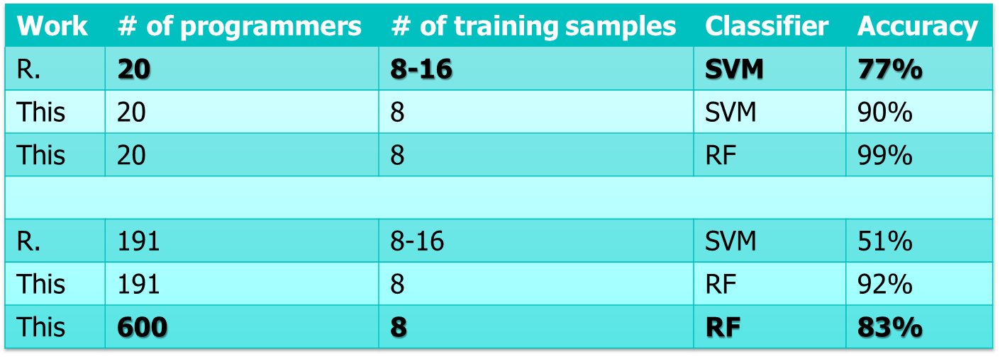 Work # of programmers # of training samples Classifier Accuracy
R. 20 8-16 SVM 77%
This 20 8 SVM 90%
This 20 8 RF 99%
R. 191 8-16 SVM 51%
This 191 8 RF 92%
This 600 8 RF 83%